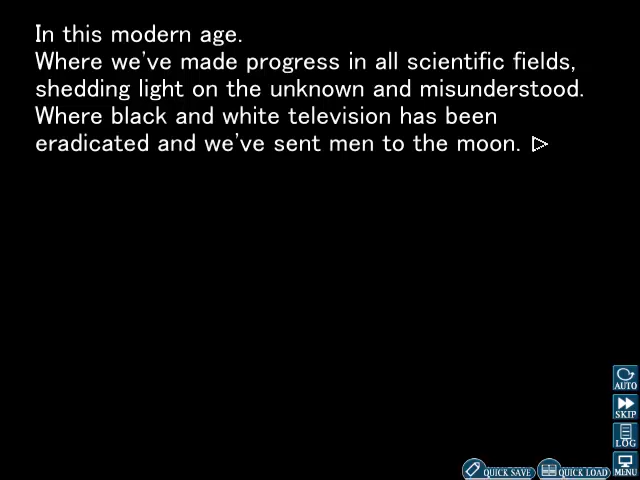 In this modern age.
Where we've made progress in all scientific fields,
shedding light on the unknown and misunderstood.
Where black and white television has been
eradicated and we've sent men to the moon.
AUTO
SKIP
LOG
MENU
QUICK SAVE
QUICK LOAD